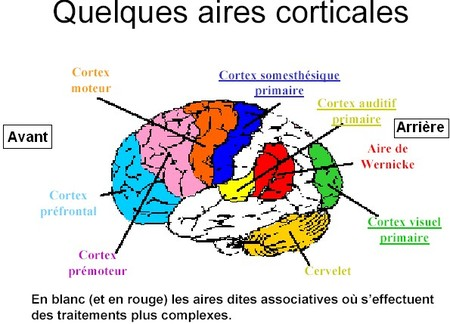 Quelques aires corticales
Cortex
moteur
Cortex somesthésique
primaire
Cortex auditif
primaire
Avant
Arrière
Aire de
Wernicke
Cortex
préfrontal
Cortex visuel
primaire
Cortex
prémoteur
Cervelet
En blanc (et en rouge) les aires dites associatives où s'effectuent
des traitements plus complexes.